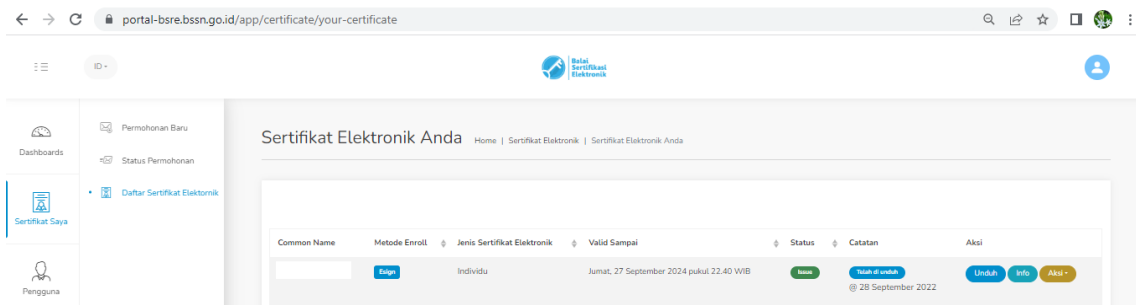 portal-bsre.bssn.go.id/app/certificate/your-certificate
ID
Balai
Sertifikasi
Elektronik
Dashboards
Sertifikat Saya
Pengguna
Permohonan Baru
Status Permohonan
Daftar Sertifikat Elektornik
Sertifikat Elektronik Anda Home | Sertifikat Elektronik | Sertifikat Elektronik Anda
Common Name Metode Enroll Jenis Sertifikat Elektronik Valid Sampai Status Catatan Aksi
Esign Individu Jumat, 27 September 2024 pukul 22.40 WIB Issue Telah di unduh Unduh Info Aksi
@ 28 September 2022